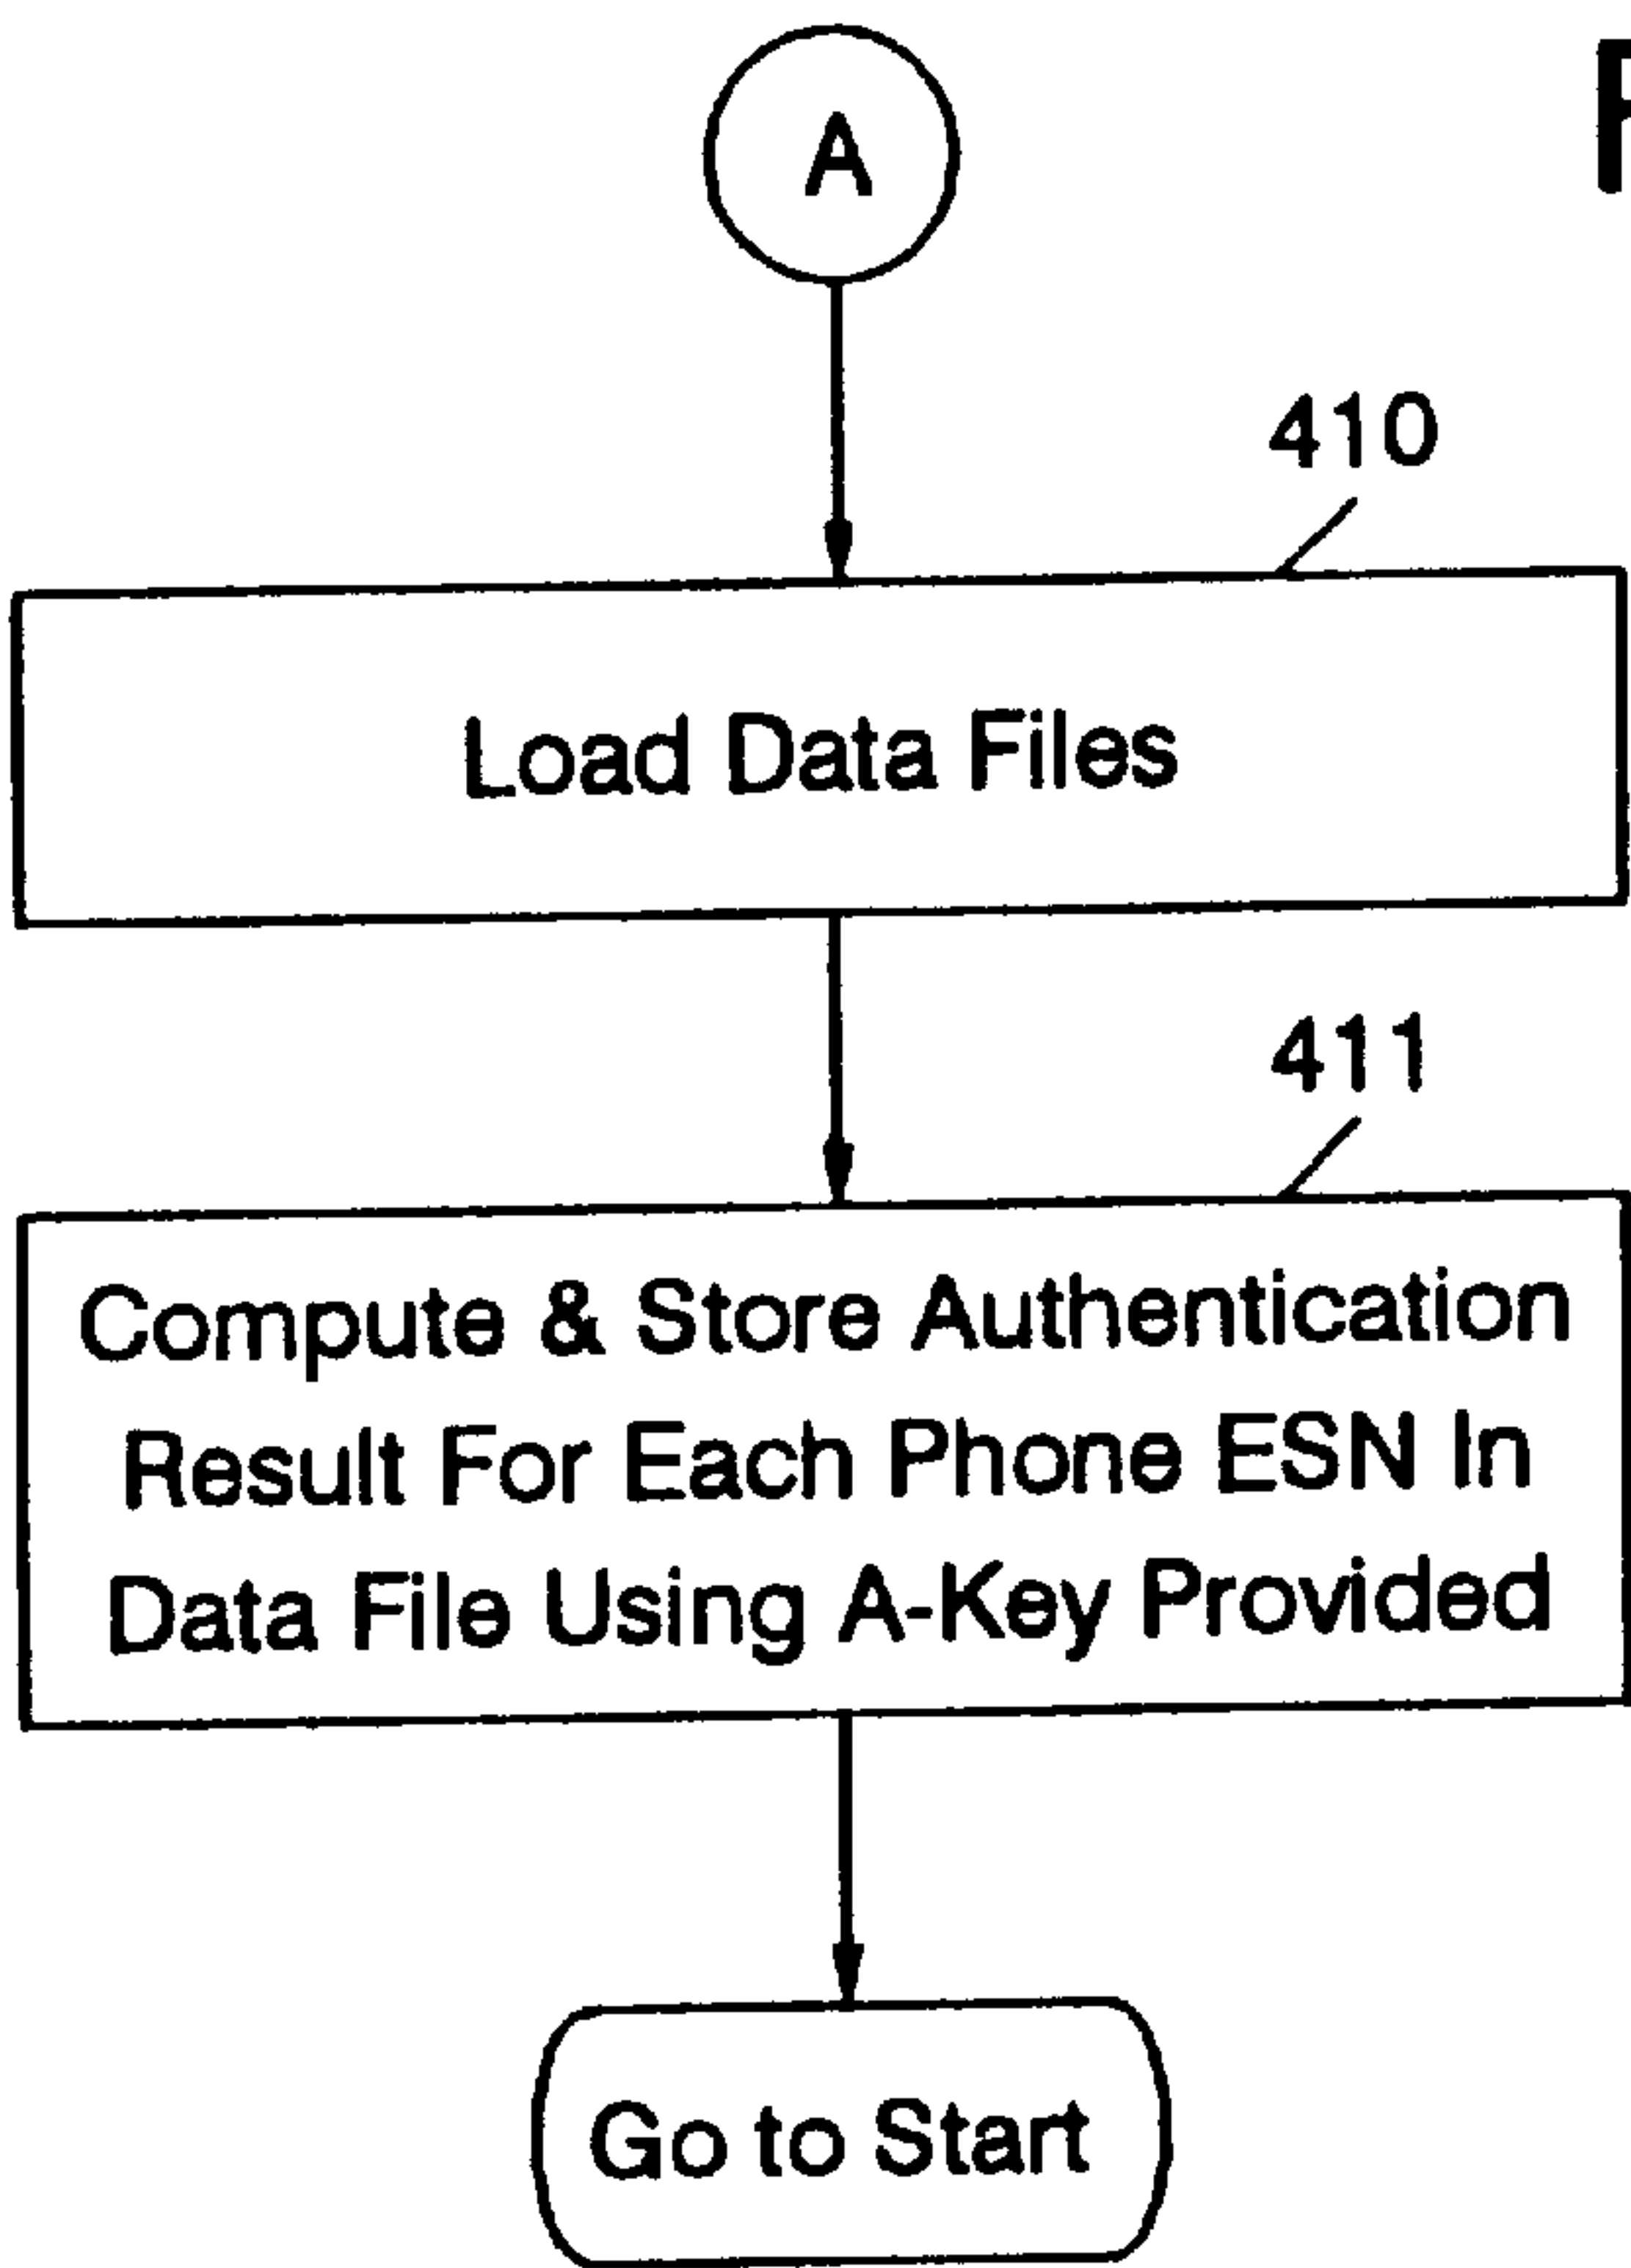 A
410
Load Data Files
411
Compute & Store Authentication
Result For Each Phone ESN In
Data File Using A-Key Provided
Go to Start